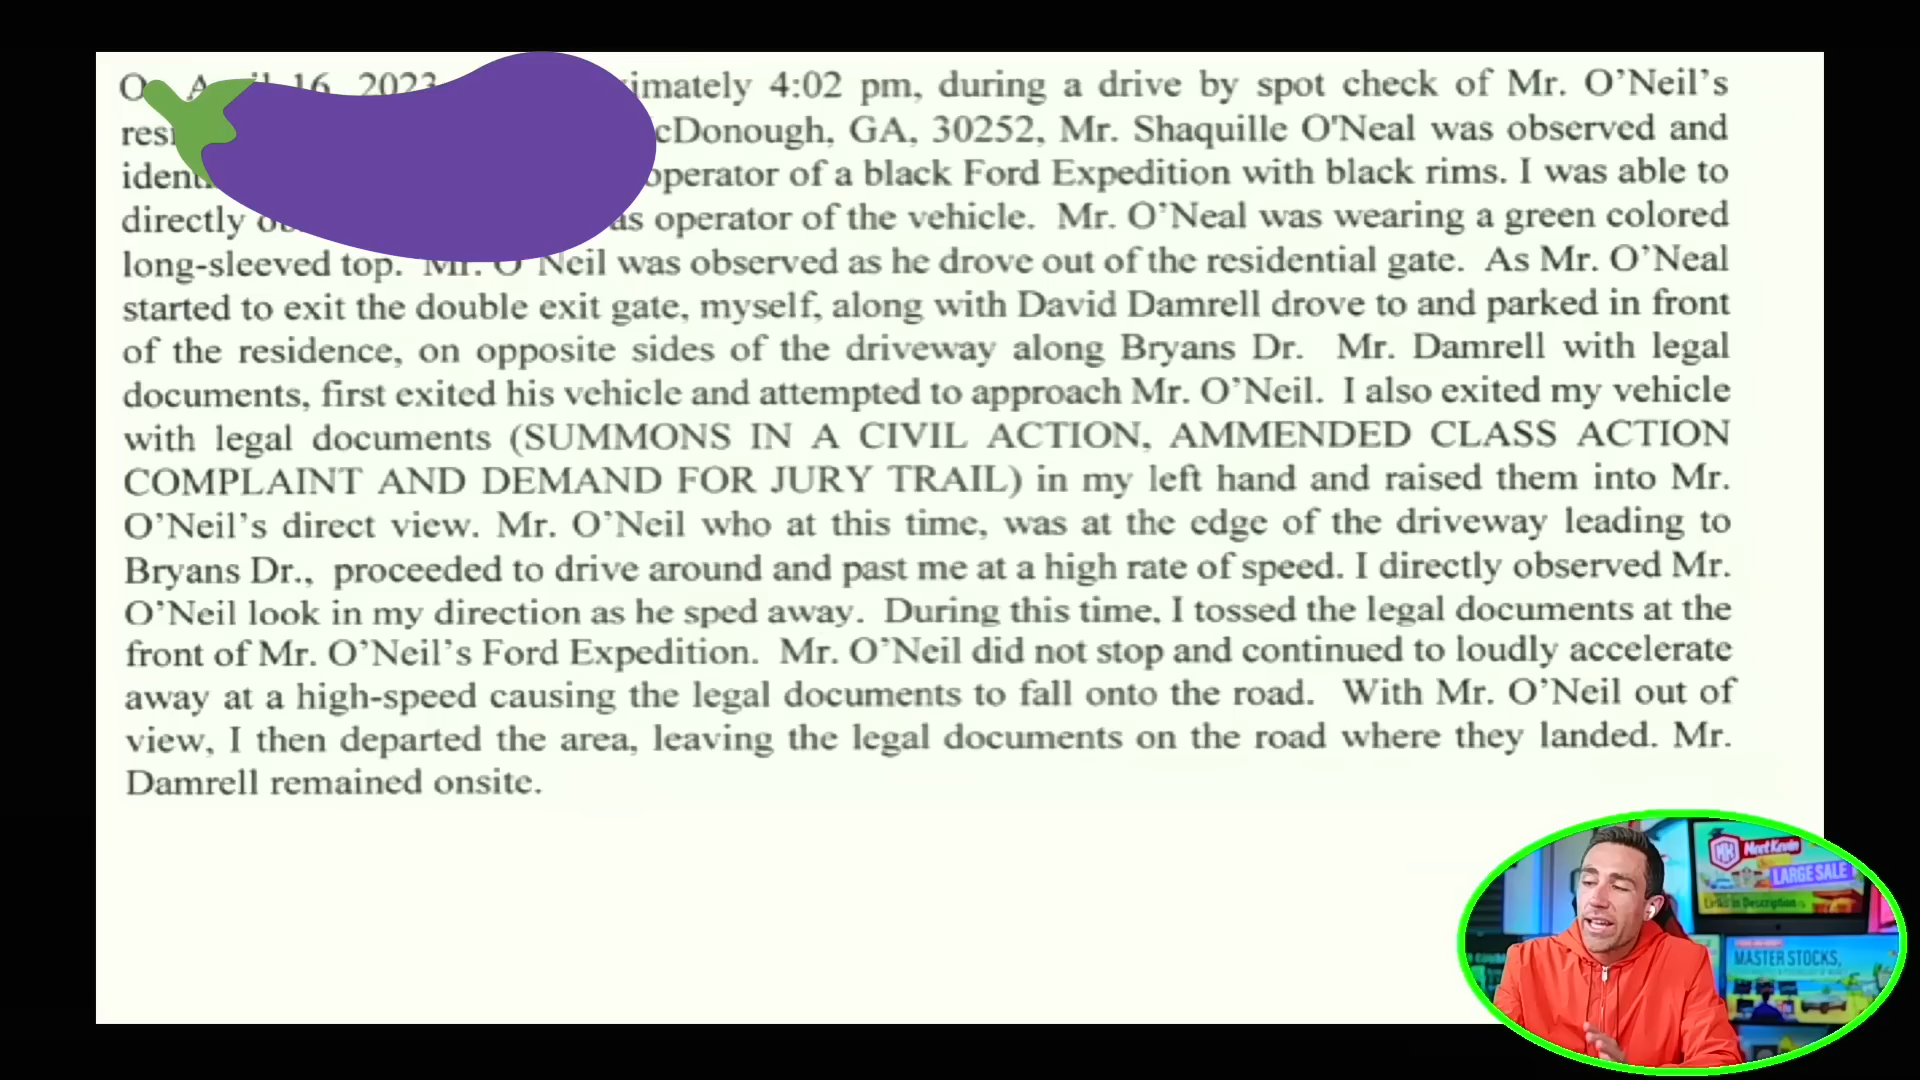 16, 2023 imately 4:02 pm, during a drive by spot check of Mr. O’Neil’s
resi cDonough, GA, 30252, Mr. Shaquille O'Neal was observed and
ident operator of a black Ford Expedition with black rims. I was able to
directly as operator of the vehicle. Mr. O’Neal was wearing a green colored
long-sleeved top. Mr. O’Neil was observed as he drove out of the residential gate. As Mr. O’Neal
started to exit the double exit gate, myself, along with David Damrell drove to and parked in front
of the residence, on opposite sides of the driveway along Bryans Dr. Mr. Damrell with legal
documents, first exited his vehicle and attempted to approach Mr. O’Neil. I also exited my vehicle
with legal documents (SUMMONS IN A CIVIL ACTION, AMMENDED CLASS ACTION
COMPLAINT AND DEMAND FOR JURY TRAIL) in my left hand and raised them into Mr.
O’Neil’s direct view. Mr. O’Neil who at this time, was at the edge of the driveway leading to
Bryans Dr., proceeded to drive around and past me at a high rate of speed. I directly observed Mr.
O’Neil look in my direction as he sped away. During this time, I tossed the legal documents at the
front of Mr. O’Neil’s Ford Expedition. Mr. O’Neil did not stop and continued to loudly accelerate
away at a high-speed causing the legal documents to fall onto the road. With Mr. O’Neil out of
view, I then departed the area, leaving the legal documents on the road where they landed. Mr.
Damrell remained onsite.
MeetKevin
LARGE SALE
Links in Description
MASTER STOCKS,